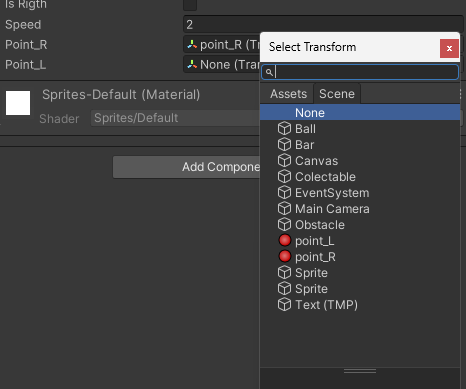 Is Rigth
Speed 2
Point_R point_R (Tr
Point_L None (Tra
Select Transform
x
Assets Scene
Sprites-Default (Material)
Shader Sprites/Default
Add Compone
None
Ball
Bar
Canvas
Colectable
EventSystem
Main Camera
Obstacle
point_L
point_R
Sprite
Sprite
Text (TMP)